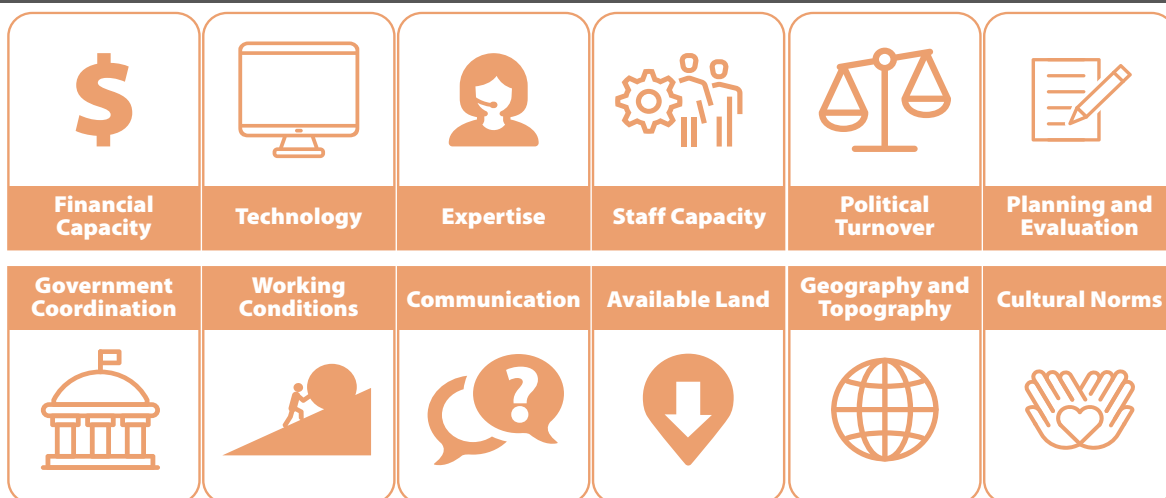 $
Financial
Capacity
Technology
Expertise
Staff Capacity
Political
Turnover
Planning and
Evaluation
Government
Coordination
Working
Conditions
Communication
Available Land
Geography and
Topography
Cultural Norms
?